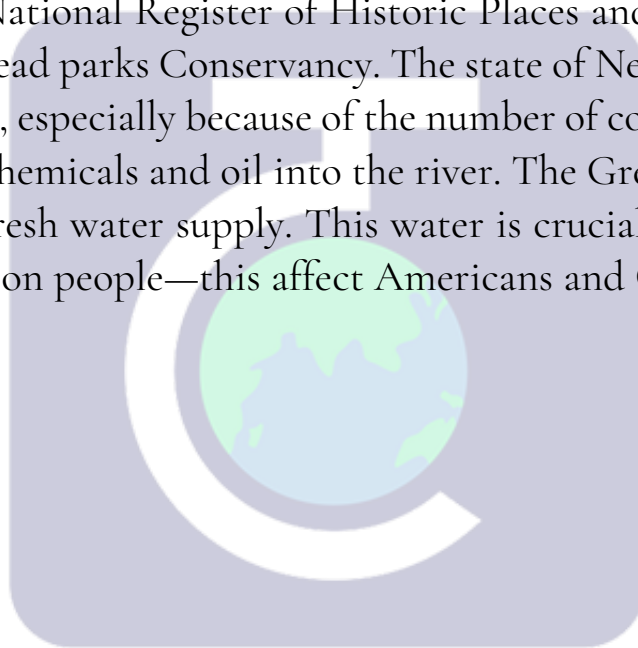 National Register of Historic Places and
ead parks Conservancy. The state of Ne
, especially because of the number of co
hemicals and oil into the river. The Gre
resh water supply. This water is crucial
on people—this affect Americans and